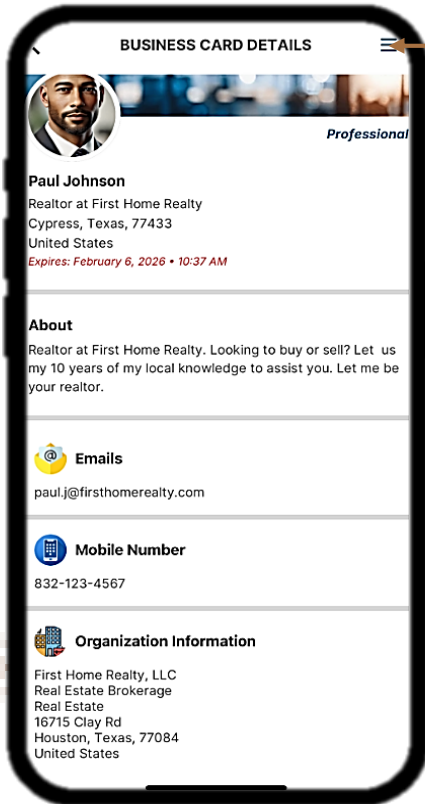 BUSINESS CARD DETAILS
Professional
Paul Johnson
Realtor at First Home Realty
Cypress, Texas, 77433
United States
Expires: February 6, 2026 • 10:37 AM
About
Realtor at First Home Realty. Looking to buy or sell? Let us
my 10 years of my local knowledge to assist you. Let me be
your realtor.
@
Emails
paul.j@firsthomerealty.com
Mobile Number
832-123-4567
Organization Information
First Home Realty, LLC
Real Estate Brokerage
Real Estate
16715 Clay Rd
Houston, Texas, 77084
United States